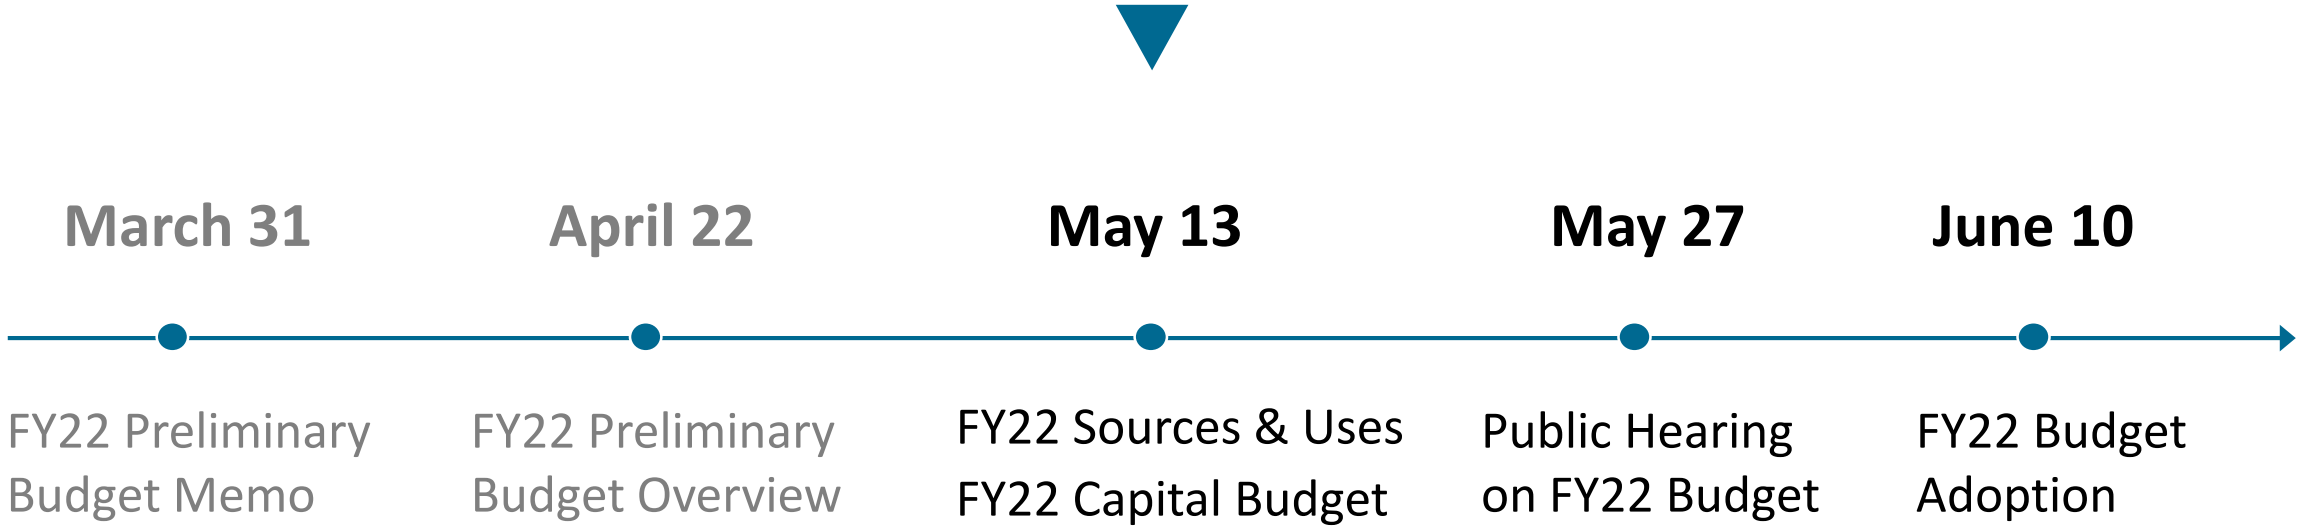 March 31
April 22
May 13
May 27
June 10
FY22 Preliminary
Budget Memo
FY22 Preliminary
Budget Overview
FY22 Sources & Uses
FY22 Capital Budget
Public Hearing
on FY22 Budget
FY22 Budget
Adoption